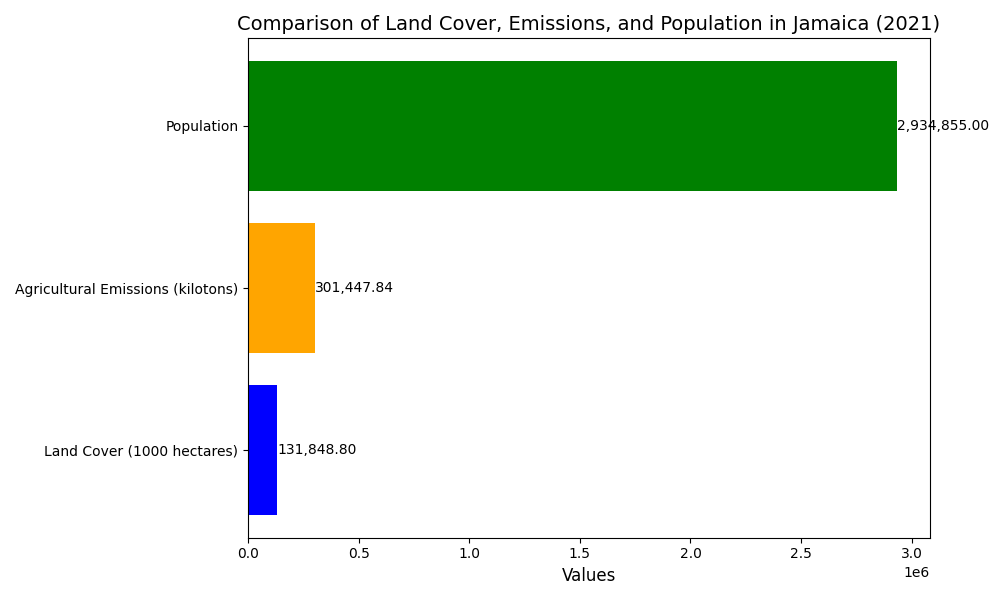 Comparison of Land Cover, Emissions, and Population in Jamaica (2021)
Population
2,934,855.00
Agricultural Emissions (kilotons)
301,447.84
Land Cover (1000 hectares)
131,848.80
0.0 0.5 1.0 1.5 2.0 2.5 3.0
1e6
Values